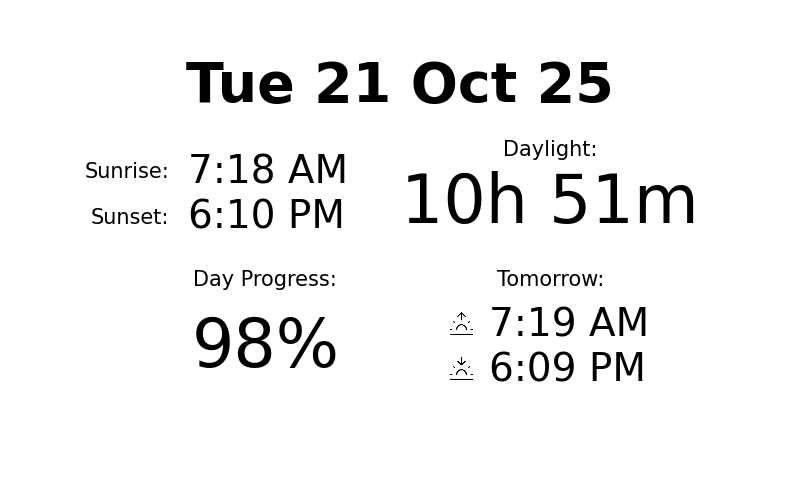 Tue 21 Oct 25
Sunrise: 7:18 AM
Sunset: 6:10 PM
Daylight:
10h 51m
Day Progress:
98%
Tomorrow:
7:19 AM
6:09 PM